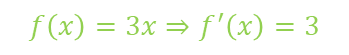 f(x) = 3x ⇒ f′(x) = 3